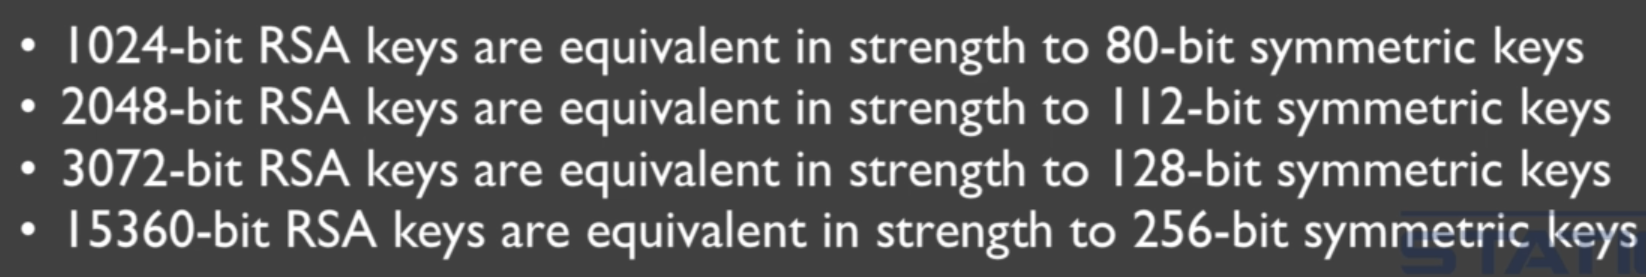 • 1024-bit RSA keys are equivalent in strength to 80-bit symmetric keys
• 2048-bit RSA keys are equivalent in strength to 112-bit symmetric keys
• 3072-bit RSA keys are equivalent in strength to 128-bit symmetric keys
• 15360-bit RSA keys are equivalent in strength to 256-bit symmetric keys